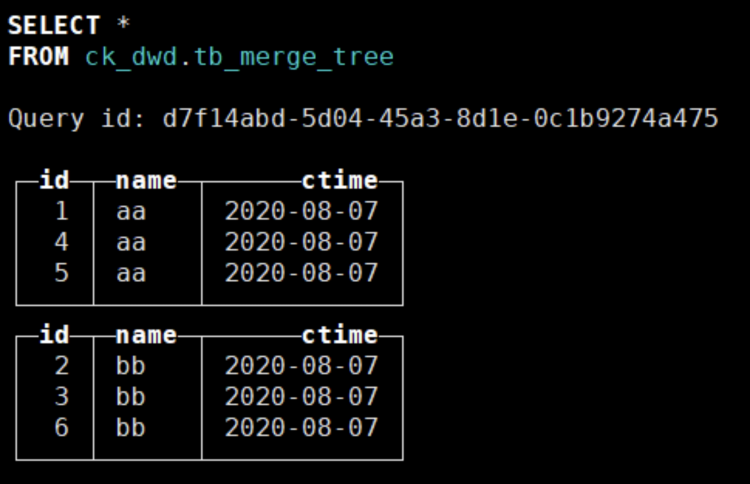 SELECT *
FROM ck_dwd.tb_merge_tree
Query id: d7f14abd-5d04-45a3-8d1e-0c1b9274a475
id name ctime
1 aa 2020-08-07
4 aa 2020-08-07
5 aa 2020-08-07
id name ctime
2 bb 2020-08-07
3 bb 2020-08-07
6 bb 2020-08-07